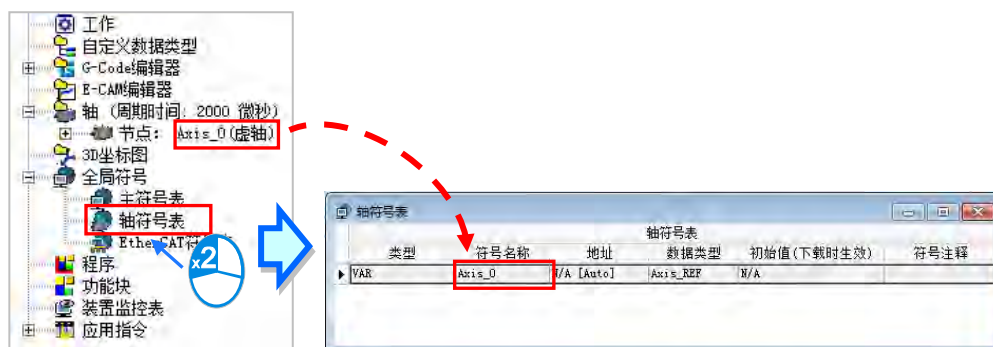 工作
自定义数据类型
G-Code编辑器
E-CAM编辑器
轴 (周期时间: 2000 微秒)
节点: Axis_0(虚轴)
3D坐标图
全局符号
主符号表
轴符号表
EtherCAT符
程序
功能块
装置监控表
应用指令
x2
轴符号表
轴符号表
类型 符号名称 地址 数据类型 初始值(下载时生效) 符号注释
VAR Axis_0 N/A [Auto] Axis_REF N/A